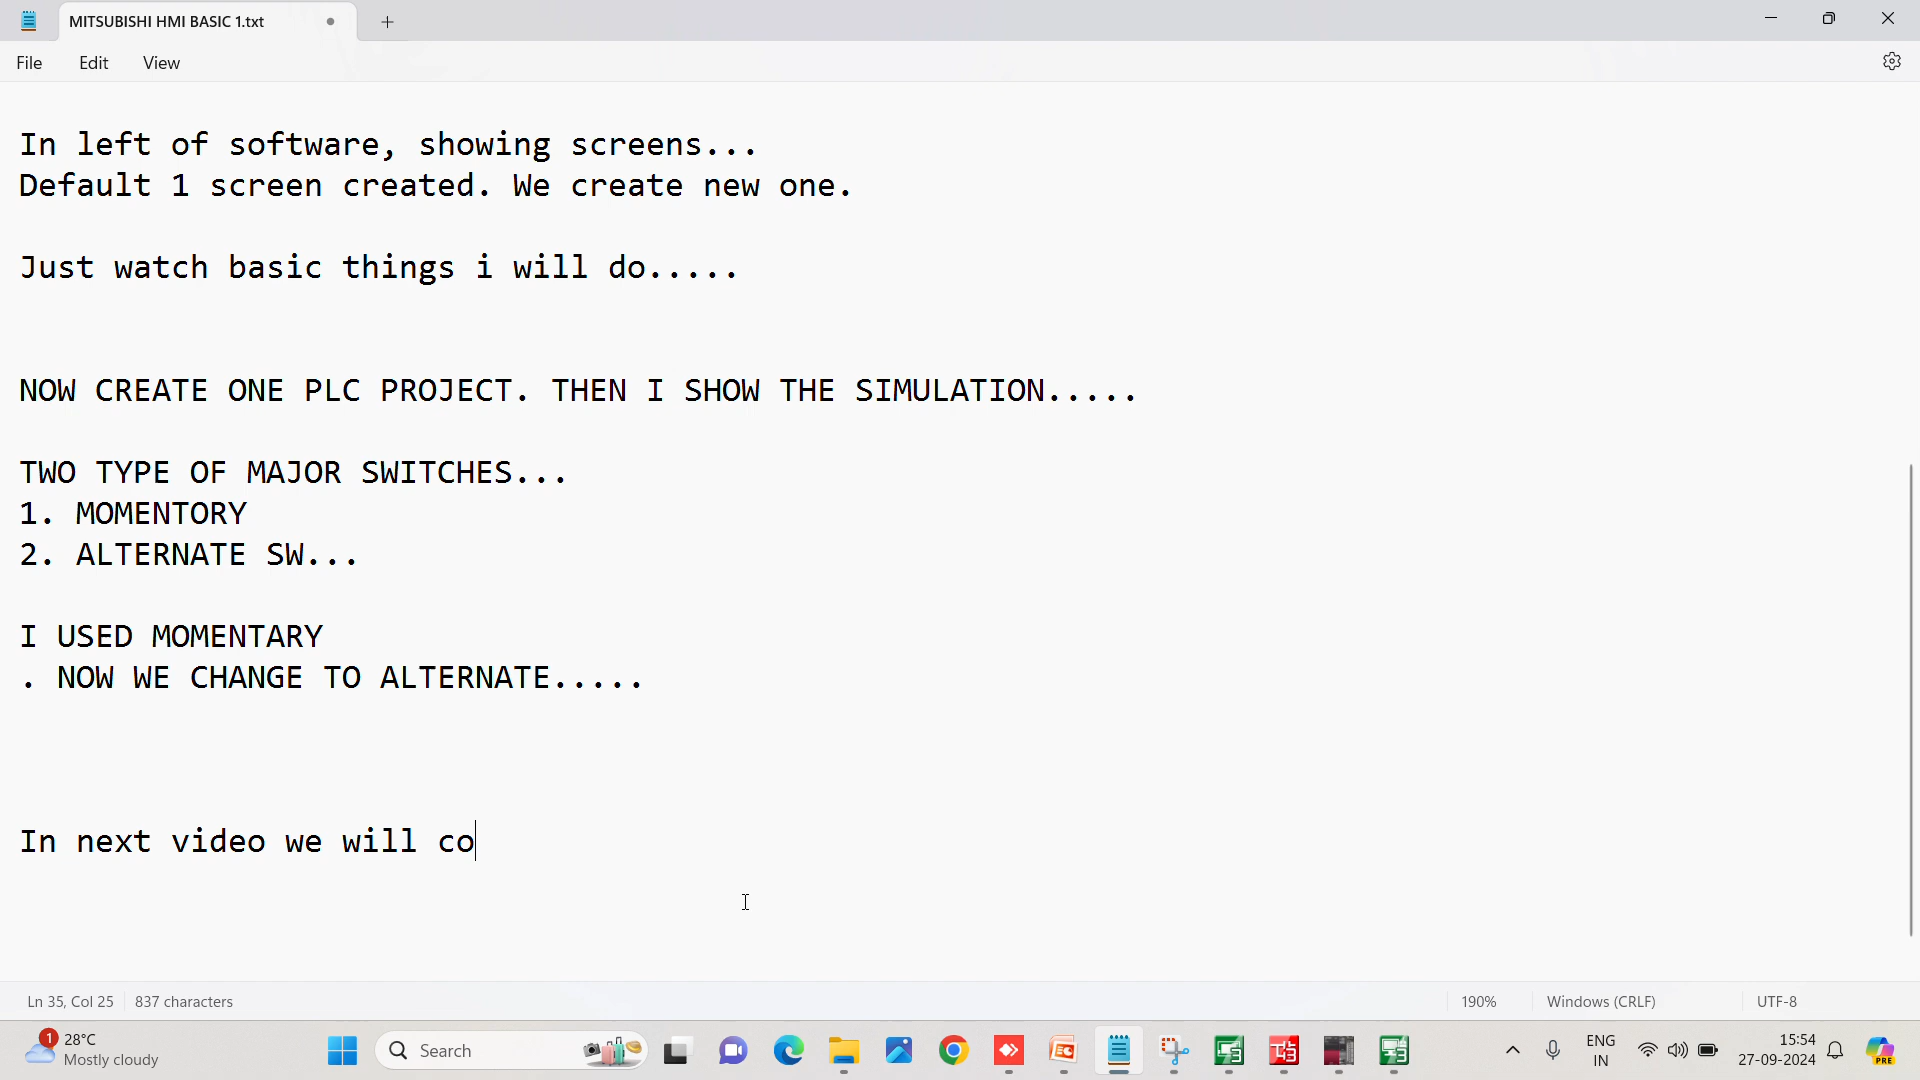 MITSUBISHI HMI BASIC 1.txt
File Edit View
In left of software, showing screens...
Default 1 screen created. We create new one.
Just watch basic things i will do.....
NOW CREATE ONE PLC PROJECT. THEN I SHOW THE SIMULATION.....
TWO TYPE OF MAJOR SWITCHES...
1. MOMENTORY
2. ALTERNATE SW...
I USED MOMENTARY
. NOW WE CHANGE TO ALTERNATE.....
In next video we will co
Ln 35, Col 25 837 characters 190% Windows (CRLF) UTF-8
1 28°C
Mostly cloudy
Search
ENG
IN
15:54
27-09-2024
PRE